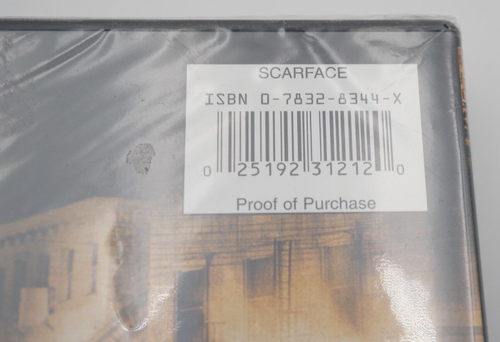 SCARFACE
ISBN 0-7832-8344-X
0 25192 31212 0
Proof of Purchase